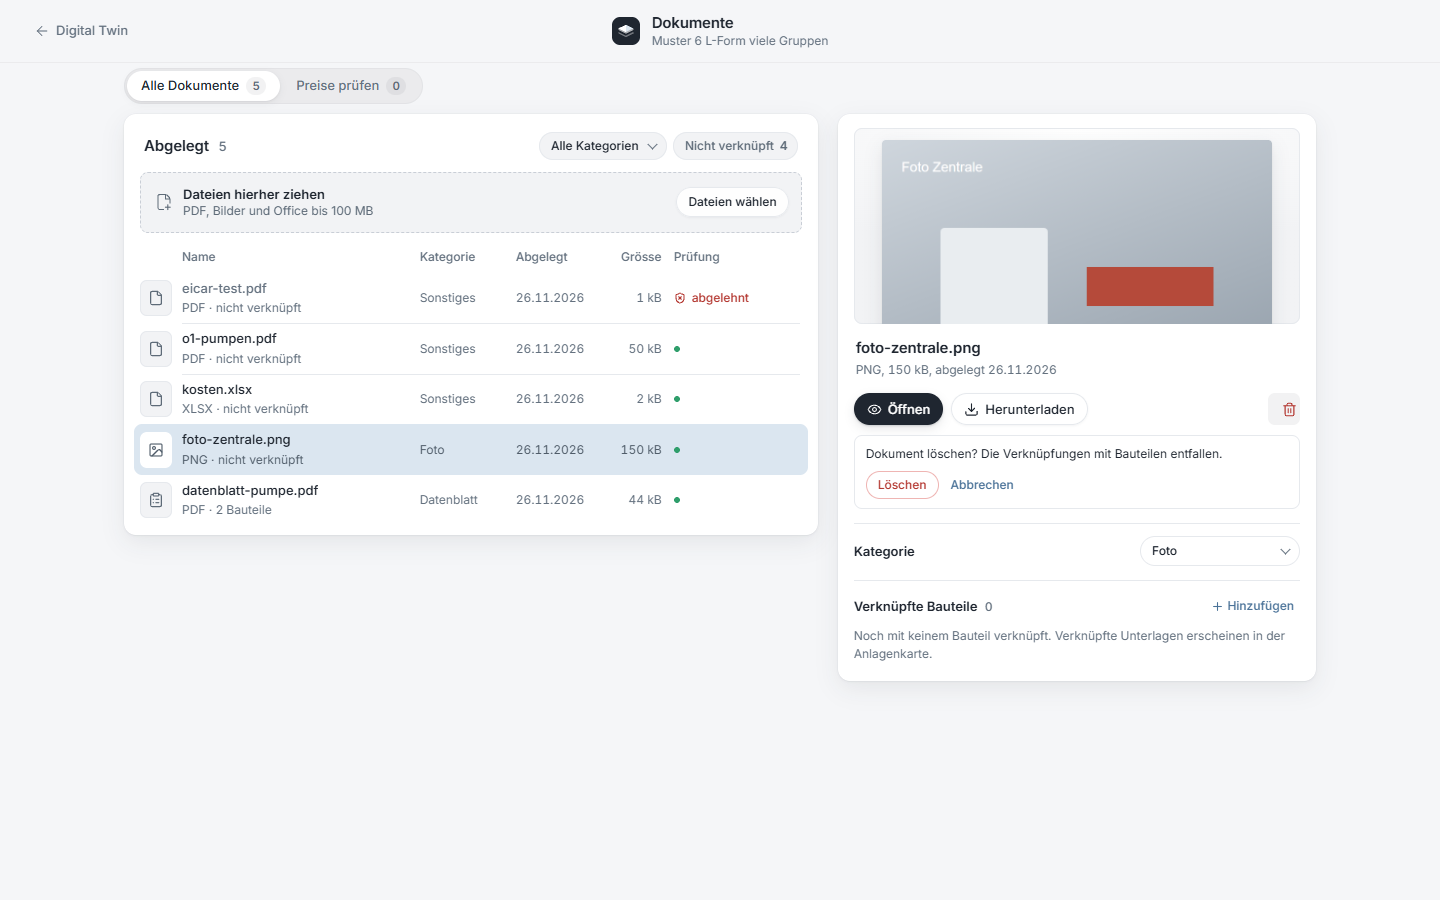 Digital Twin
Dokumente
Muster 6 L-Form viele Gruppen
Alle Dokumente 5
Preise prüfen 0
Abgelegt 5
Alle Kategorien
Nicht verknüpft 4
Dateien hierher ziehen
PDF, Bilder und Office bis 100 MB
Dateien wählen
Name Kategorie Abgelegt Grösse Prüfung
eicar-test.pdf
PDF · nicht verknüpft
Sonstiges 26.11.2026 1 kB abgelehnt
o1-pumpen.pdf
PDF · nicht verknüpft
Sonstiges 26.11.2026 50 kB
kosten.xlsx
XLSX · nicht verknüpft
Sonstiges 26.11.2026 2 kB
foto-zentrale.png
PNG · nicht verknüpft
Foto 26.11.2026 150 kB
datenblatt-pumpe.pdf
PDF · 2 Bauteile
Datenblatt 26.11.2026 44 kB
Foto Zentrale
foto-zentrale.png
PNG, 150 kB, abgelegt 26.11.2026
Öffnen
Herunterladen
Dokument löschen? Die Verknüpfungen mit Bauteilen entfallen.
Löschen
Abbrechen
Kategorie
Foto
Verknüpfte Bauteile 0
Hinzufügen
Noch mit keinem Bauteil verknüpft. Verknüpfte Unterlagen erscheinen in der
Anlagenkarte.